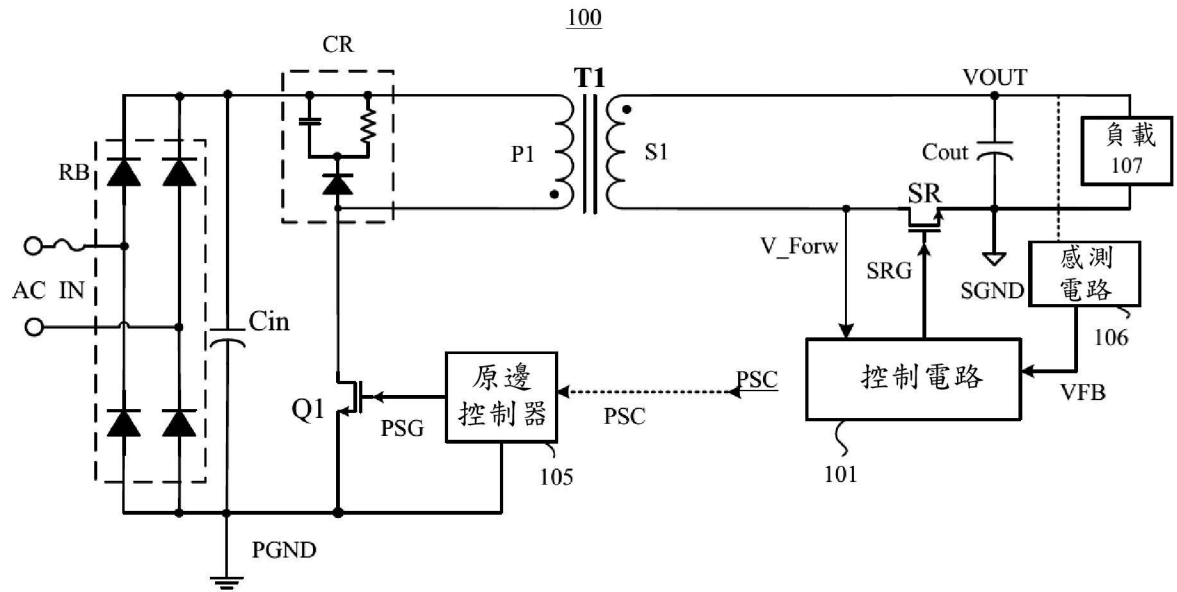 100
CR
T1
VOUT
RB
P1
S1
Cout
負載
107
AC IN
Cin
V_Forw
SR
SRG
SGND
感測
電路
106
Q1
PSG
原邊
控制器
105
PSC
PSC
控制電路
101
VFB
PGND